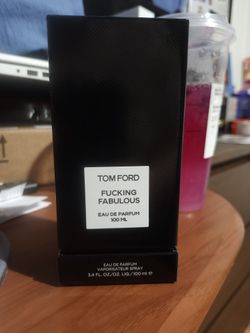 TOM FORD
FUCKING
FABULOUS
EAU DE PARFUM
100 ML
EAU DE PARFUM
VAPORISATEUR SPRAY
3.4 FL. OZ./OZ. LIQ./100 ml ℮